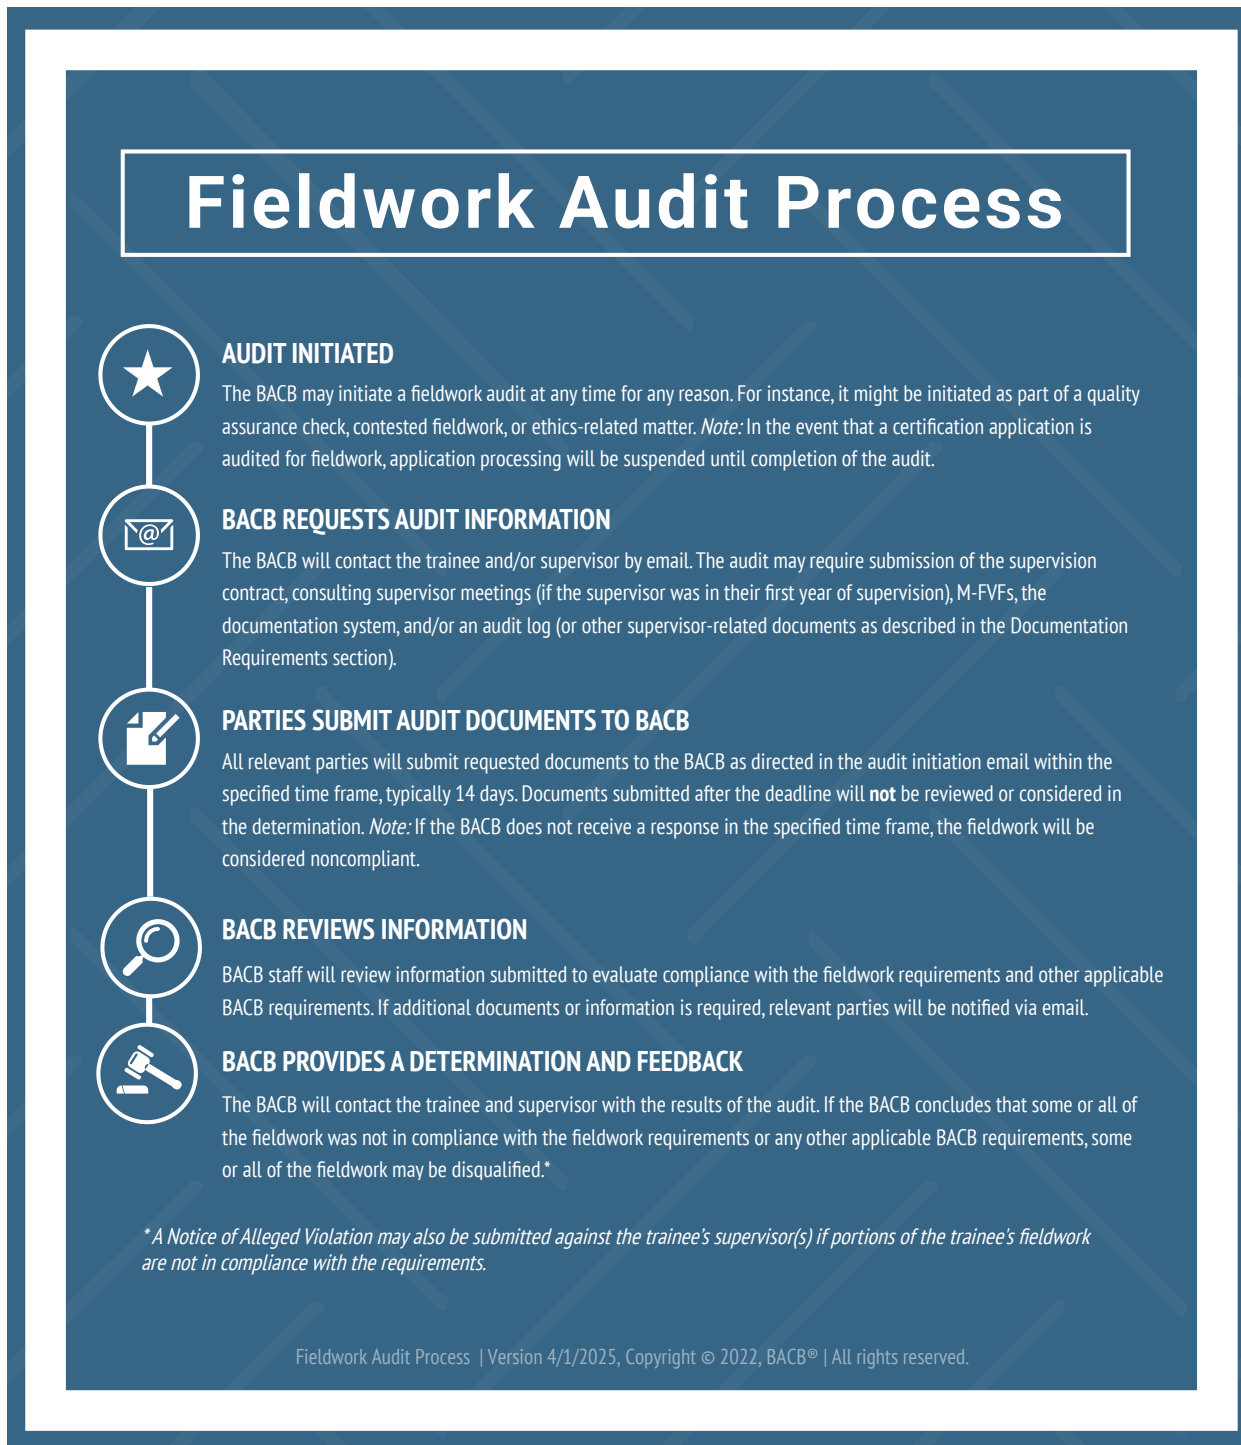 Fieldwork Audit Process
AUDIT INITIATED
The BACB may initiate a fieldwork audit at any time for any reason. For instance, it might be initiated as part of a quality
assurance check, contested fieldwork, or ethics-related matter. Note: In the event that a certification application is
audited for fieldwork, application processing will be suspended until completion of the audit.
@
BACB REQUESTS AUDIT INFORMATION
The BACB will contact the trainee and/or supervisor by email. The audit may require submission of the supervision
contract, consulting supervisor meetings (if the supervisor was in their first year of supervision), M-FVFs, the
documentation system, and/or an audit log (or other supervisor-related documents as described in the Documentation
Requirements section).
PARTIES SUBMIT AUDIT DOCUMENTS TO BACB
All relevant parties will submit requested documents to the BACB as directed in the audit initiation email within the
specified time frame, typically 14 days. Documents submitted after the deadline will not be reviewed or considered in
the determination. Note: If the BACB does not receive a response in the specified time frame, the fieldwork will be
considered noncompliant.
BACB REVIEWS INFORMATION
BACB staff will review information submitted to evaluate compliance with the fieldwork requirements and other applicable
BACB requirements. If additional documents or information is required, relevant parties will be notified via email.
BACB PROVIDES A DETERMINATION AND FEEDBACK
The BACB will contact the trainee and supervisor with the results of the audit. If the BACB concludes that some or all of
the fieldwork was not in compliance with the fieldwork requirements or any other applicable BACB requirements, some
or all of the fieldwork may be disqualified.*
* A Notice of Alleged Violation may also be submitted against the trainee’s supervisor(s) if portions of the trainee's fieldwork
are not in compliance with the requirements.
Fieldwork Audit Process | Version 4/1/2025, Copyright © 2022, BACB® | All rights reserved.